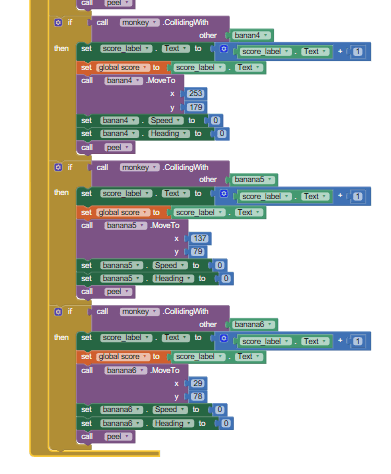 call peel
if call monkey .CollidingWith
other banan4
then set score_label . Text to score_label . Text + 1
set global score to score_label . Text
call banan4 .MoveTo
x 253
y 179
set banan4 . Speed to 0
set banan4 . Heading to 0
call peel
if call monkey .CollidingWith
other banana5
then set score_label . Text to score_label . Text + 1
set global score to score_label . Text
call banana5 .MoveTo
x 137
y 79
set banana5 . Speed to 0
set banana5 . Heading to 0
call peel
if call monkey .CollidingWith
other banana6
then set score_label . Text to score_label . Text + 1
set global score to score_label . Text
call banana6 .MoveTo
x 29
y 78
set banana6 . Speed to 0
set banana6 . Heading to 0
call peel